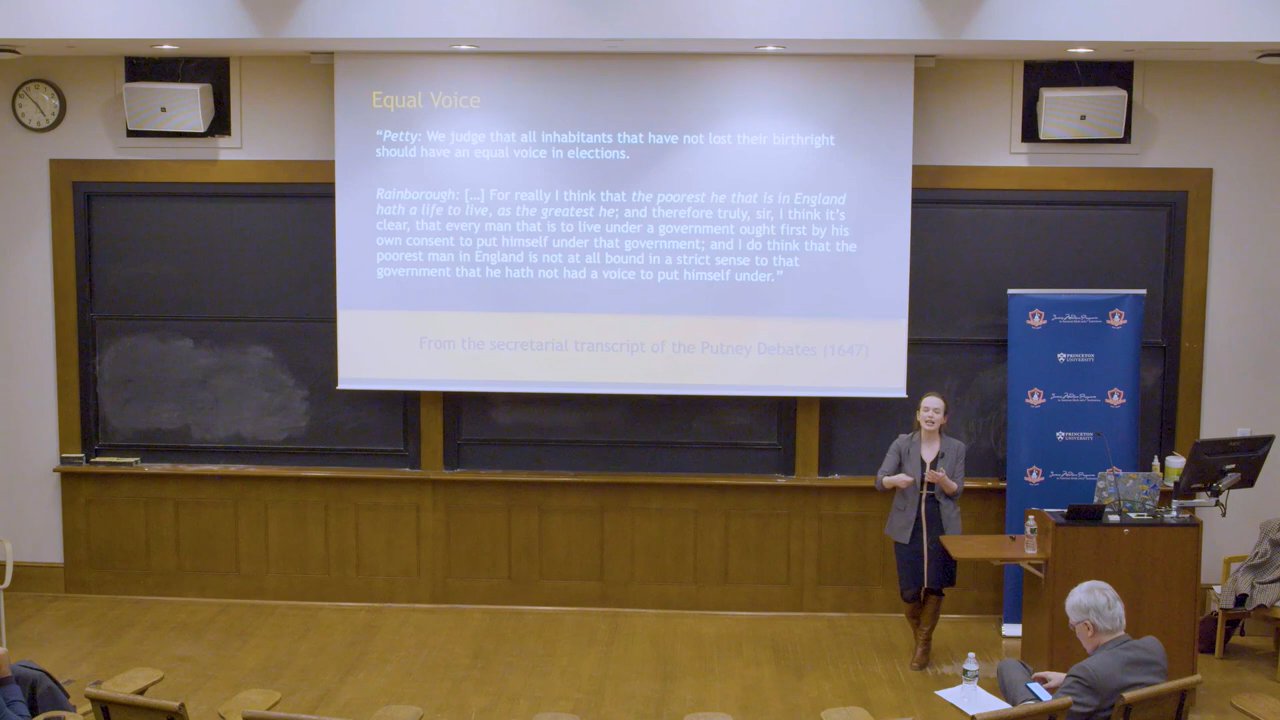 Equal Voice
“Petty: We judge that all inhabitants that have not lost their birthright
should have an equal voice in elections.
Rainborough: […] For really I think that the poorest he that is in England
hath a life to live, as the greatest he; and therefore truly, sir, I think it’s
clear, that every man that is to live under a government ought first by his
own consent to put himself under that government; and I do think that the
poorest man in England is not at all bound in a strict sense to that
government that he hath not had a voice to put himself under.”
From the secretarial transcript of the Putney Debates (1647)
PRINCETON
UNIVERSITY
PRINCETON
UNIVERSITY